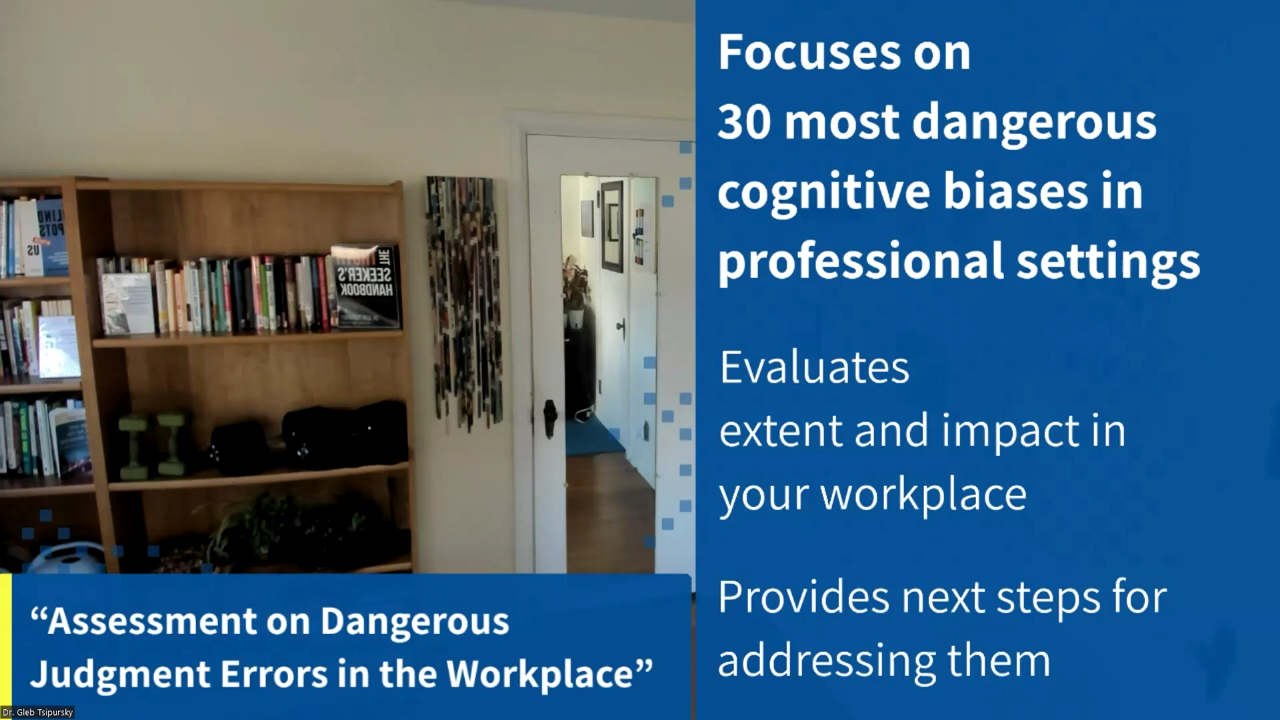 Focuses on
30 most dangerous
cognitive biases in
professional settings
Evaluates
extent and impact in
your workplace
Provides next steps for
addressing them
THE
SEEKER'S
HANDBOOK
“Assessment on Dangerous
Judgment Errors in the Workplace”
Dr. Gleb Tsipursky